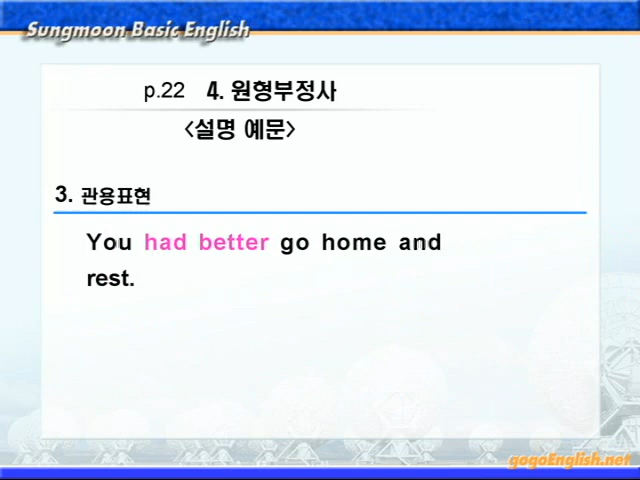 Sungmoon Basic English
p.22 4. 원형부정사
<설명 예문>
3. 관용표현
You had better go home and
rest.
gogoEnglish.net